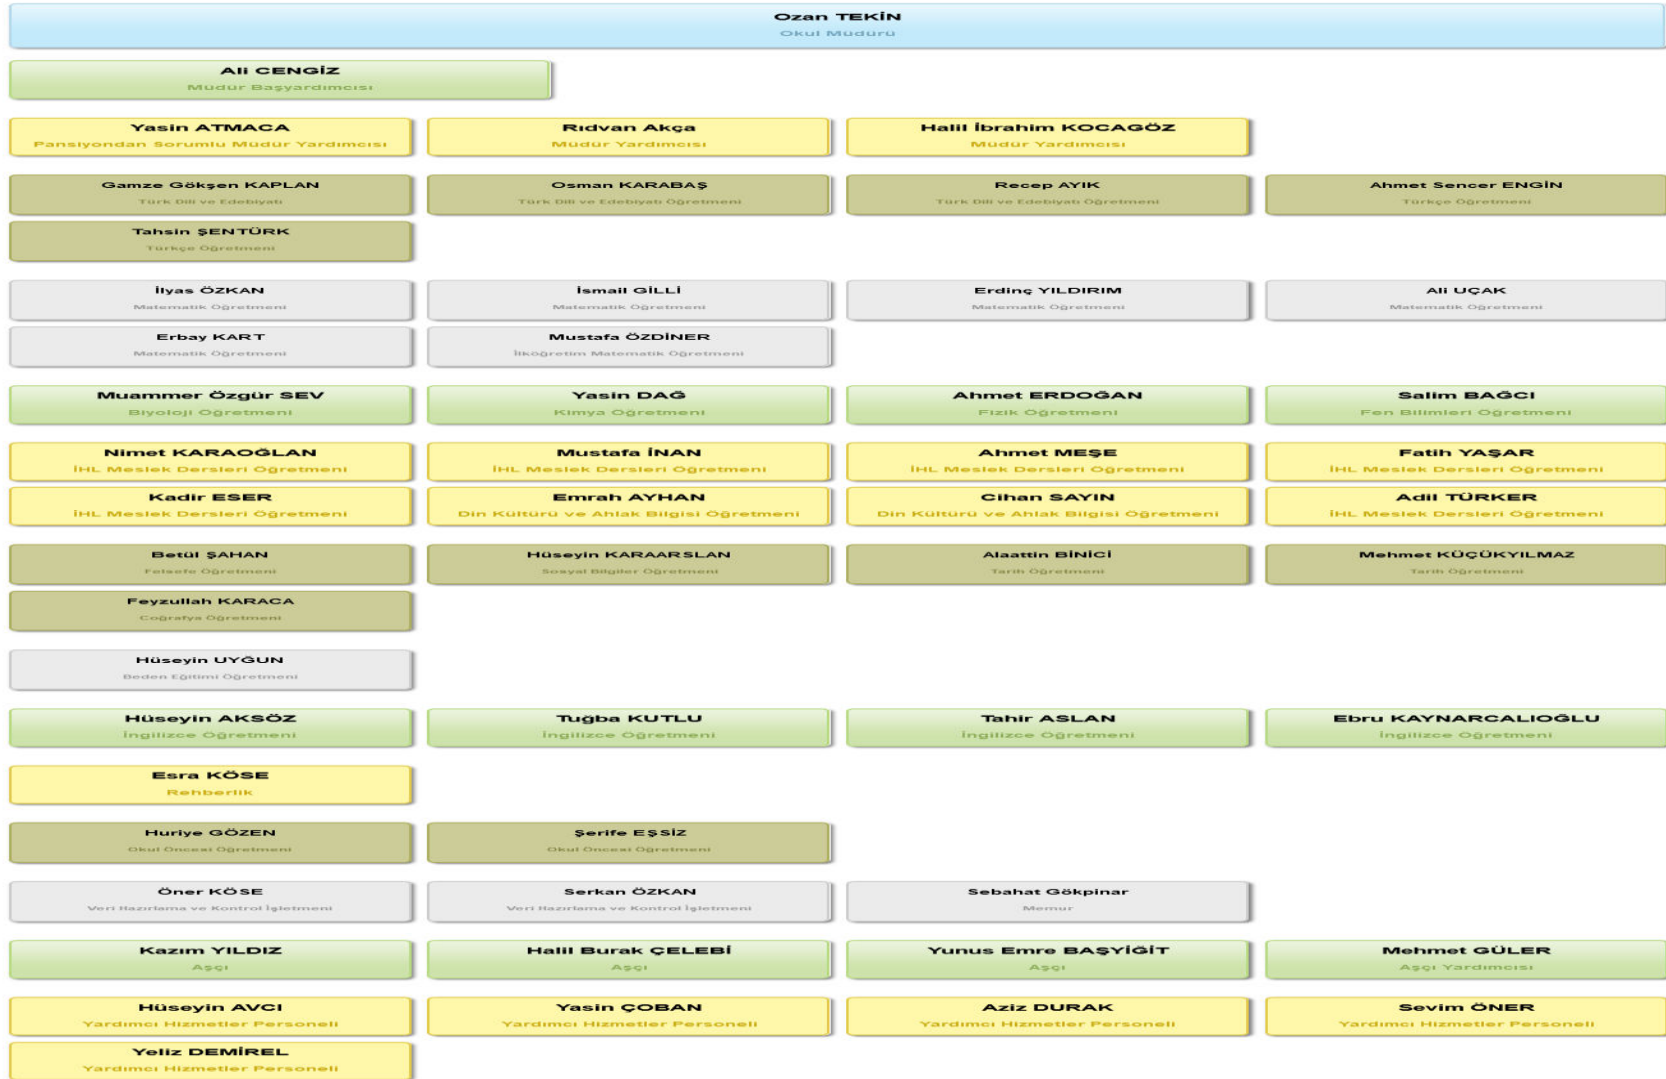 Ozan TEKİN
Okul Müdürü
Ali CENGİZ
Müdür Başyardımcısı
Yasin ATMACA
Pansiyondan Sorumlu Müdür Yardımcısı
Rıdvan Akça
Müdür Yardımcısı
Halil İbrahim KOCAGÖZ
Müdür Yardımcısı
Gamze Gökşen KAPLAN
Türk Dili ve Edebiyatı
Osman KARABAŞ
Türk Dili ve Edebiyatı Öğretmeni
Recep AYIK
Türk Dili ve Edebiyatı Öğretmeni
Ahmet Sencer ENGİN
Türkçe Öğretmeni
Tahsin ŞENTÜRK
Türkçe Öğretmeni
İlyas ÖZKAN
Matematik Öğretmeni
İsmail GİLLİ
Matematik Öğretmeni
Erdinç YILDIRIM
Matematik Öğretmeni
Ali UÇAK
Matematik Öğretmeni
Erbay KART
Matematik Öğretmeni
Mustafa ÖZDİNER
İlköğretim Matematik Öğretmeni
Muammer Özgür SEV
Biyoloji Öğretmeni
Yasin DAĞ
Kimya Öğretmeni
Ahmet ERDOĞAN
Fizik Öğretmeni
Salim BAĞCI
Fen Bilimleri Öğretmeni
Nimet KARAOĞLAN
İHL Meslek Dersleri Öğretmeni
Mustafa İNAN
İHL Meslek Dersleri Öğretmeni
Ahmet MEŞE
İHL Meslek Dersleri Öğretmeni
Fatih YAŞAR
İHL Meslek Dersleri Öğretmeni
Kadir ESER
İHL Meslek Dersleri Öğretmeni
Emrah AYHAN
Din Kültürü ve Ahlak Bilgisi Öğretmeni
Cihan SAYIN
Din Kültürü ve Ahlak Bilgisi Öğretmeni
Adil TÜRKER
İHL Meslek Dersleri Öğretmeni
Betül ŞAHAN
Felsefe Öğretmeni
Hüseyin KARAARSLAN
Sosyal Bilgiler Öğretmeni
Alaattin BİNİCİ
Tarih Öğretmeni
Mehmet KÜÇÜKYILMAZ
Tarih Öğretmeni
Feyzullah KARACA
Coğrafya Öğretmeni
Hüseyin UYĞUN
Beden Eğitimi Öğretmeni
Hüseyin AKSÖZ
İngilizce Öğretmeni
Tuğba KUTLU
İngilizce Öğretmeni
Tahir ASLAN
İngilizce Öğretmeni
Ebru KAYNARCALIOĞLU
İngilizce Öğretmeni
Esra KÖSE
Rehberlik
Huriye GÖZEN
Okul Öncesi Öğretmeni
Şerife EŞSİZ
Okul Öncesi Öğretmeni
Öner KÖSE
Veri Hazırlama ve Kontrol İşletmeni
Serkan ÖZKAN
Veri Hazırlama ve Kontrol İşletmeni
Sebahat Gökpinar
Memur
Kazım YILDIZ
Aşçı
Halil Burak ÇELEBİ
Aşçı
Yunus Emre BAŞYİĞİT
Aşçı
Mehmet GÜLER
Aşçı Yardımcısı
Hüseyin AVCI
Yardımcı Hizmetler Personeli
Yasin ÇOBAN
Yardımcı Hizmetler Personeli
Aziz DURAK
Yardımcı Hizmetler Personeli
Sevim ÖNER
Yardımcı Hizmetler Personeli
Yeliz DEMİREL
Yardımcı Hizmetler Personeli